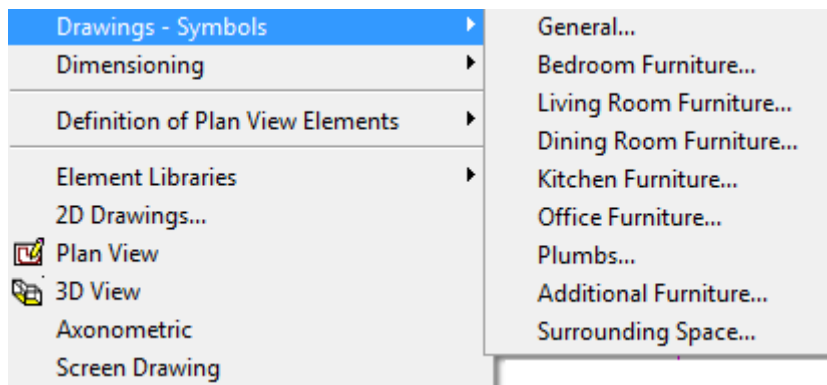 Drawings - Symbols
Dimensioning
Definition of Plan View Elements
Element Libraries
2D Drawings...
Plan View
3D View
Axonometric
Screen Drawing
General...
Bedroom Furniture...
Living Room Furniture...
Dining Room Furniture...
Kitchen Furniture...
Office Furniture...
Plumbs...
Additional Furniture...
Surrounding Space...